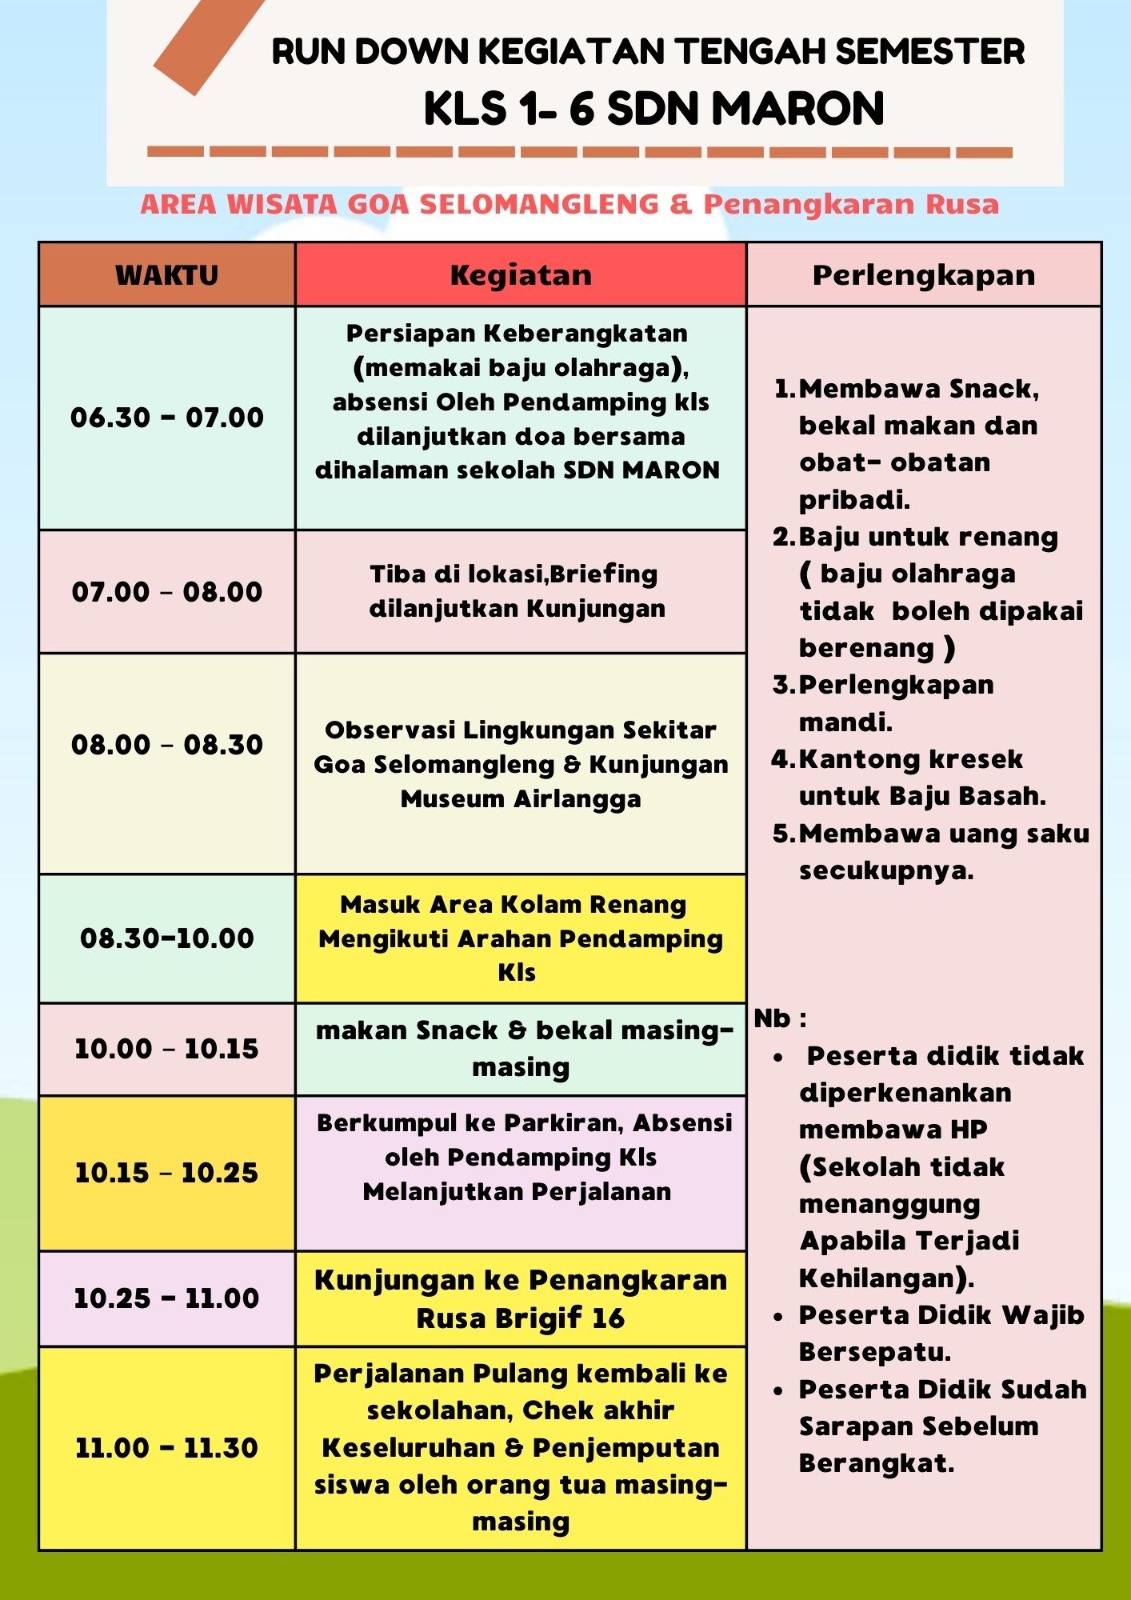 RUN DOWN KEGIATAN TENGAH SEMESTER
KLS 1- 6 SDN MARON
AREA WISATA GOA SELOMANGLENG & Penangkaran Rusa
WAKTU
Kegiatan
Perlengkapan
06.30 - 07.00
Persiapan Keberangkatan
(memakai baju olahraga),
absensi Oleh Pendamping kls
dilanjutkan doa bersama
dihalaman sekolah SDN MARON
07.00 - 08.00
Tiba di lokasi,Briefing
dilanjutkan Kunjungan
08.00 - 08.30
Observasi Lingkungan Sekitar
Goa Selomangleng & Kunjungan
Museum Airlangga
08.30-10.00
Masuk Area Kolam Renang
Mengikuti Arahan Pendamping
Kls
10.00 - 10.15
makan Snack & bekal masing-
masing
10.15 - 10.25
Berkumpul ke Parkiran, Absensi
oleh Pendamping Kls
Melanjutkan Perjalanan
10.25 - 11.00
Kunjungan ke Penangkaran
Rusa Brigif 16
11.00 - 11.30
Perjalanan Pulang kembali ke
sekolahan, Chek akhir
Keseluruhan & Penjemputan
siswa oleh orang tua masing-
masing
1.Membawa Snack,
bekal makan dan
obat- obatan
pribadi.
2.Baju untuk renang
( baju olahraga
tidak boleh dipakai
berenang )
3.Perlengkapan
mandi.
4.Kantong kresek
untuk Baju Basah.
5.Membawa uang saku
secukupnya.
Nb :
• Peserta didik tidak
diperkenankan
membawa HP
(Sekolah tidak
menanggung
Apabila Terjadi
Kehilangan).
• Peserta Didik Wajib
Bersepatu.
• Peserta Didik Sudah
Sarapan Sebelum
Berangkat.